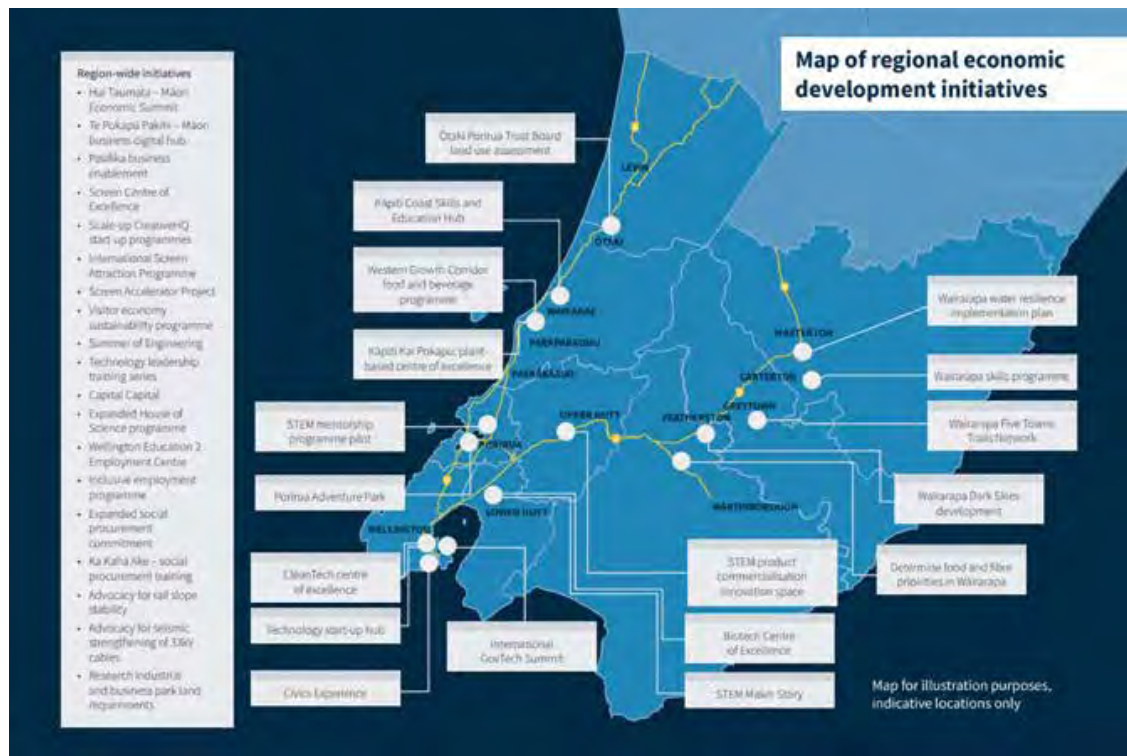 Map of regional economic
development initiatives
Region-wide initiatives
• Hui Taumata – Māori
Economic Summit
• Te Pokapū Pakihi – Māori
business digital hub
• Pasifika business
enablement
• Screen Centre of
Excellence
• Scale-up CreativeHQ
start up programmes
• International Screen
Attraction Programme
• Screen Accelerator Project
• Visitor economy
sustainability programme
• Summer of Engineering
• Technology leadership
training series
• Capital Capital
• Expanded House of
Science programme
• Wellington Education 2
Employment Centre
• Inclusive employment
programme
• Expanded social
procurement
commitment
• Ka Kaha Ake – social
procurement training
• Advocacy for rail slope
stability
• Advocacy for seismic
strengthening of 33kV
cables
• Research industrial
and business park land
requirements
Ōtaki Porirua Trust Board
land use assessment
LEVIN
Kāpiti Coast Skills and
Education Hub
ŌTAKI
Western Growth Corridor
food and beverage
programme
WAIKANAE
PARAPARAUMU
Kāpiti Kai Pokapū: plant-
based centre of excellence
PAEKĀKĀRIKI
Wairarapa water resilience
implementation plan
MASTERTON
CARTERTON
Wairarapa skills programme
GREYTOWN
UPPER HUTT
FEATHERSTON
STEM mentorship
programme pilot
PORIRUA
Wairarapa Five Towns
Trails Network
Porirua Adventure Park
LOWER HUTT
MARTINBOROUGH
Wairarapa Dark Skies
development
WELLINGTON
CleanTech centre
of excellence
STEM product
commercialisation
innovation space
Determine food and fibre
priorities in Wairarapa
Technology start-up hub
International
GovTech Summit
Biotech Centre
of Excellence
Civics Experience
STEM Makin Story
Map for illustration purposes,
indicative locations only